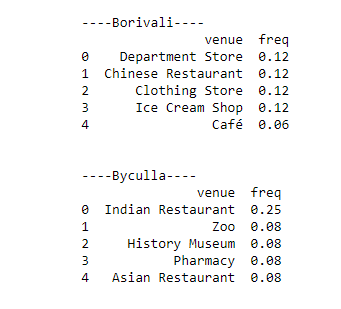 ----Borivali----
venue freq
0 Department Store 0.12
1 Chinese Restaurant 0.12
2 Clothing Store 0.12
3 Ice Cream Shop 0.12
4 Café 0.06
----Byculla----
venue freq
0 Indian Restaurant 0.25
1 Zoo 0.08
2 History Museum 0.08
3 Pharmacy 0.08
4 Asian Restaurant 0.08